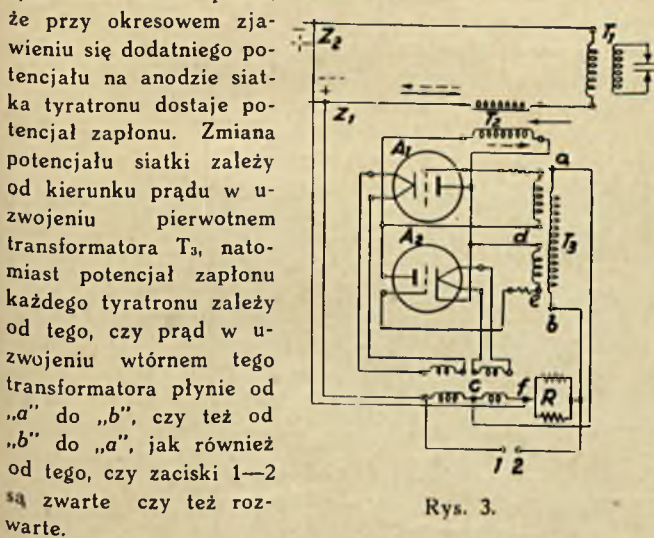 że przy okresowem zja-
wieniu się dodatniego po-
tencjału na anodzie siat-
ka tyratronu dostaje po-
tencjał zapłonu. Zmiana
potencjału siatki zależy
od kierunku prądu w u-
zwojeniu pierwotnem
transformatora T₃, nato-
miast potencjał zapłonu
każdego tyratronu zależy
od tego, czy prąd w u-
zwojeniu wtórnem tego
transformatora płynie od
„a" do „b", czy też od
„b" do „a", jak również
od tego, czy zaciski 1—2
są zwarte czy też roz-
warte.
Z₂
T₁
Z₁
T₂
A₁
a
A₂
d
T₃
e
b
c
f
R
1 2
Rys. 3.